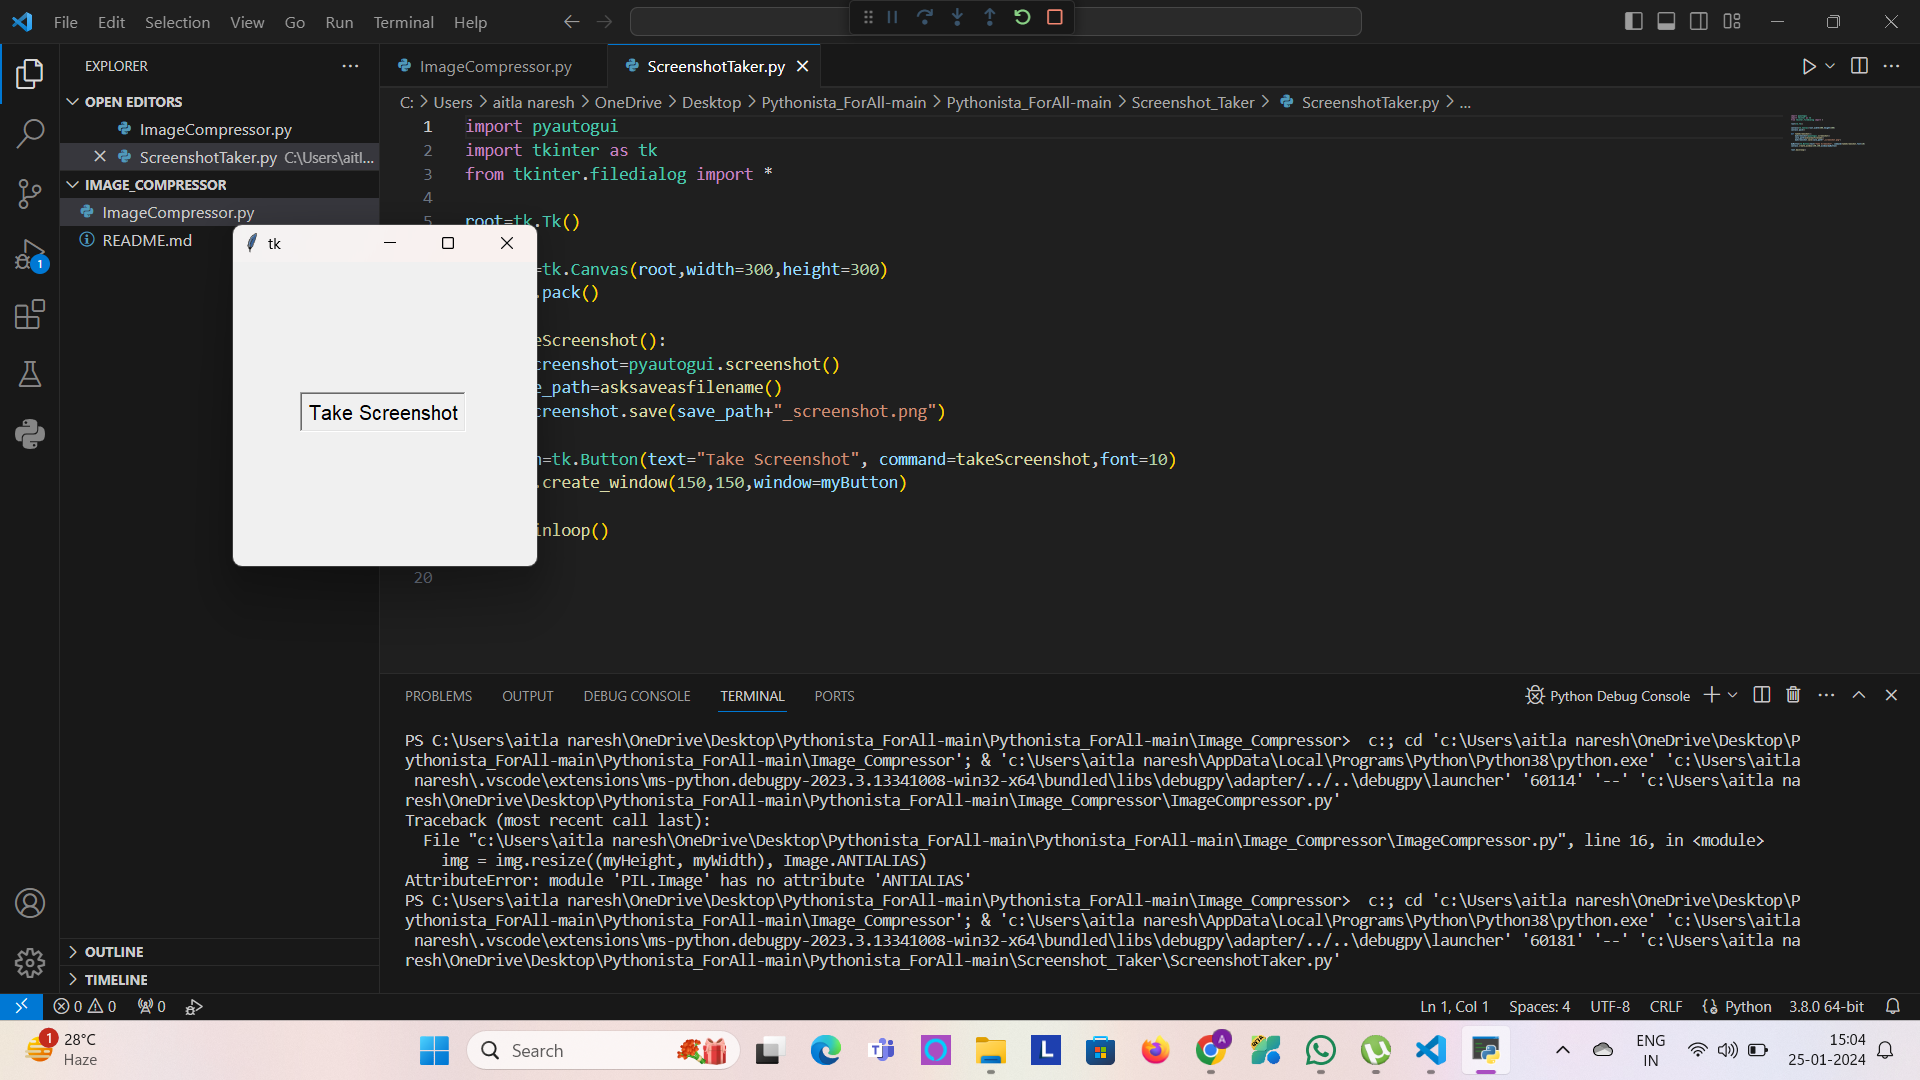 File Edit Selection View Go Run Terminal Help
EXPLORER
OPEN EDITORS
ImageCompressor.py
ScreenshotTaker.py C:\Users\aitl...
IMAGE_COMPRESSOR
ImageCompressor.py
README.md
OUTLINE
TIMELINE
1
ImageCompressor.py
ScreenshotTaker.py
C: > Users > aitla naresh > OneDrive > Desktop > Pythonista_ForAll-main > Pythonista_ForAll-main > Screenshot_Taker > ScreenshotTaker.py > ...
1 import pyautogui
2 import tkinter as tk
3 from tkinter.filedialog import *
4
5 root=tk.Tk()
=tk.Canvas(root,width=300,height=300)
.pack()
eScreenshot():
creenshot=pyautogui.screenshot()
e_path=asksaveasfilename()
creenshot.save(save_path+"_screenshot.png")
n=tk.Button(text="Take Screenshot", command=takeScreenshot,font=10)
.create_window(150,150,window=myButton)
inloop()
20
tk
Take Screenshot
PROBLEMS OUTPUT DEBUG CONSOLE TERMINAL PORTS
Python Debug Console
PS C:\Users\aitla naresh\OneDrive\Desktop\Pythonista_ForAll-main\Pythonista_ForAll-main\Image_Compressor>  c:; cd 'c:\Users\aitla naresh\OneDrive\Desktop\P
ythonista_ForAll-main\Pythonista_ForAll-main\Image_Compressor'; & 'c:\Users\aitla naresh\AppData\Local\Programs\Python\Python38\python.exe' 'c:\Users\aitla
naresh\.vscode\extensions\ms-python.debugpy-2023.3.13341008-win32-x64\bundled\libs\debugpy\adapter/../..\debugpy\launcher' '60114' '--' 'c:\Users\aitla na
resh\OneDrive\Desktop\Pythonista_ForAll-main\Pythonista_ForAll-main\Image_Compressor\ImageCompressor.py'
Traceback (most recent call last):
File "c:\Users\aitla naresh\OneDrive\Desktop\Pythonista_ForAll-main\Pythonista_ForAll-main\Image_Compressor\ImageCompressor.py", line 16, in <module>
img = img.resize((myHeight, myWidth), Image.ANTIALIAS)
AttributeError: module 'PIL.Image' has no attribute 'ANTIALIAS'
PS C:\Users\aitla naresh\OneDrive\Desktop\Pythonista_ForAll-main\Pythonista_ForAll-main\Image_Compressor>  c:; cd 'c:\Users\aitla naresh\OneDrive\Desktop\P
ythonista_ForAll-main\Pythonista_ForAll-main\Image_Compressor'; & 'c:\Users\aitla naresh\AppData\Local\Programs\Python\Python38\python.exe' 'c:\Users\aitla
naresh\.vscode\extensions\ms-python.debugpy-2023.3.13341008-win32-x64\bundled\libs\debugpy\adapter/../..\debugpy\launcher' '60181' '--' 'c:\Users\aitla na
resh\OneDrive\Desktop\Pythonista_ForAll-main\Pythonista_ForAll-main\Screenshot_Taker\ScreenshotTaker.py'
0 0 0 Ln 1, Col 1 Spaces: 4 UTF-8 CRLF Python 3.8.0 64-bit
1 28°C
Haze
Search
L
A
ENG
IN
15:04
25-01-2024